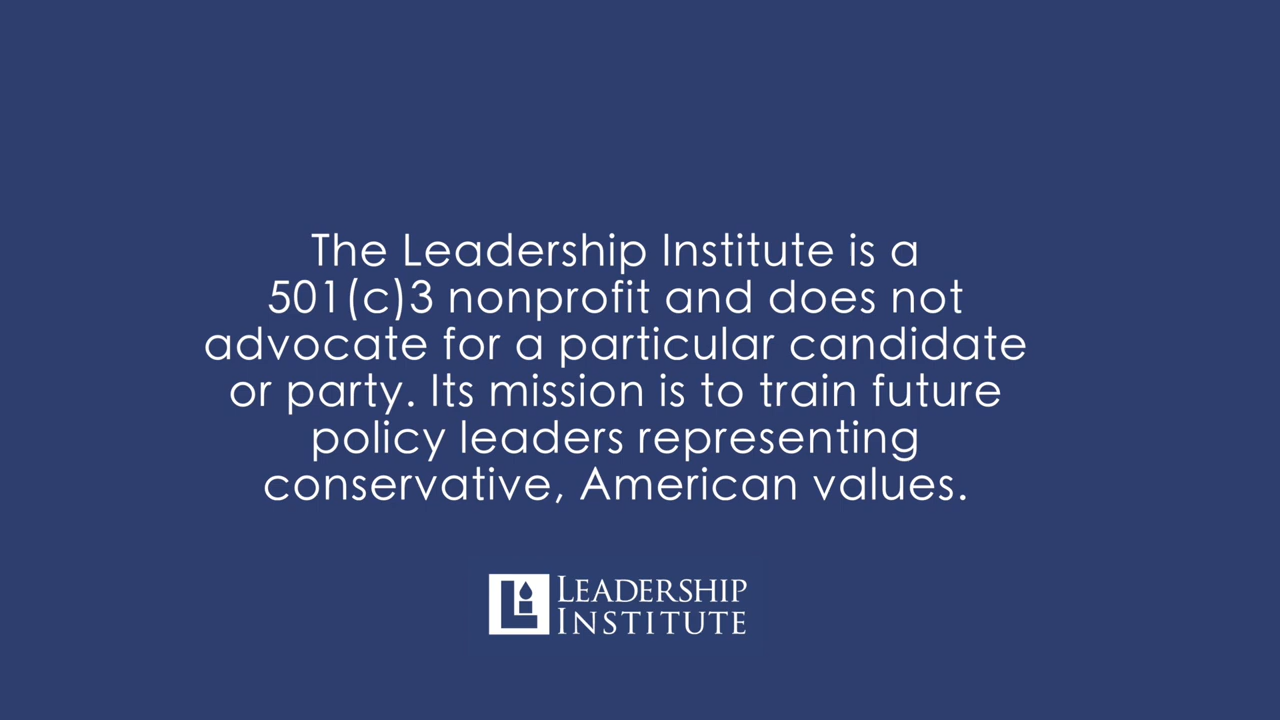 The Leadership Institute is a
501(c)3 nonprofit and does not
advocate for a particular candidate
or party. Its mission is to train future
policy leaders representing
conservative, American values.
LEADERSHIP
INSTITUTE